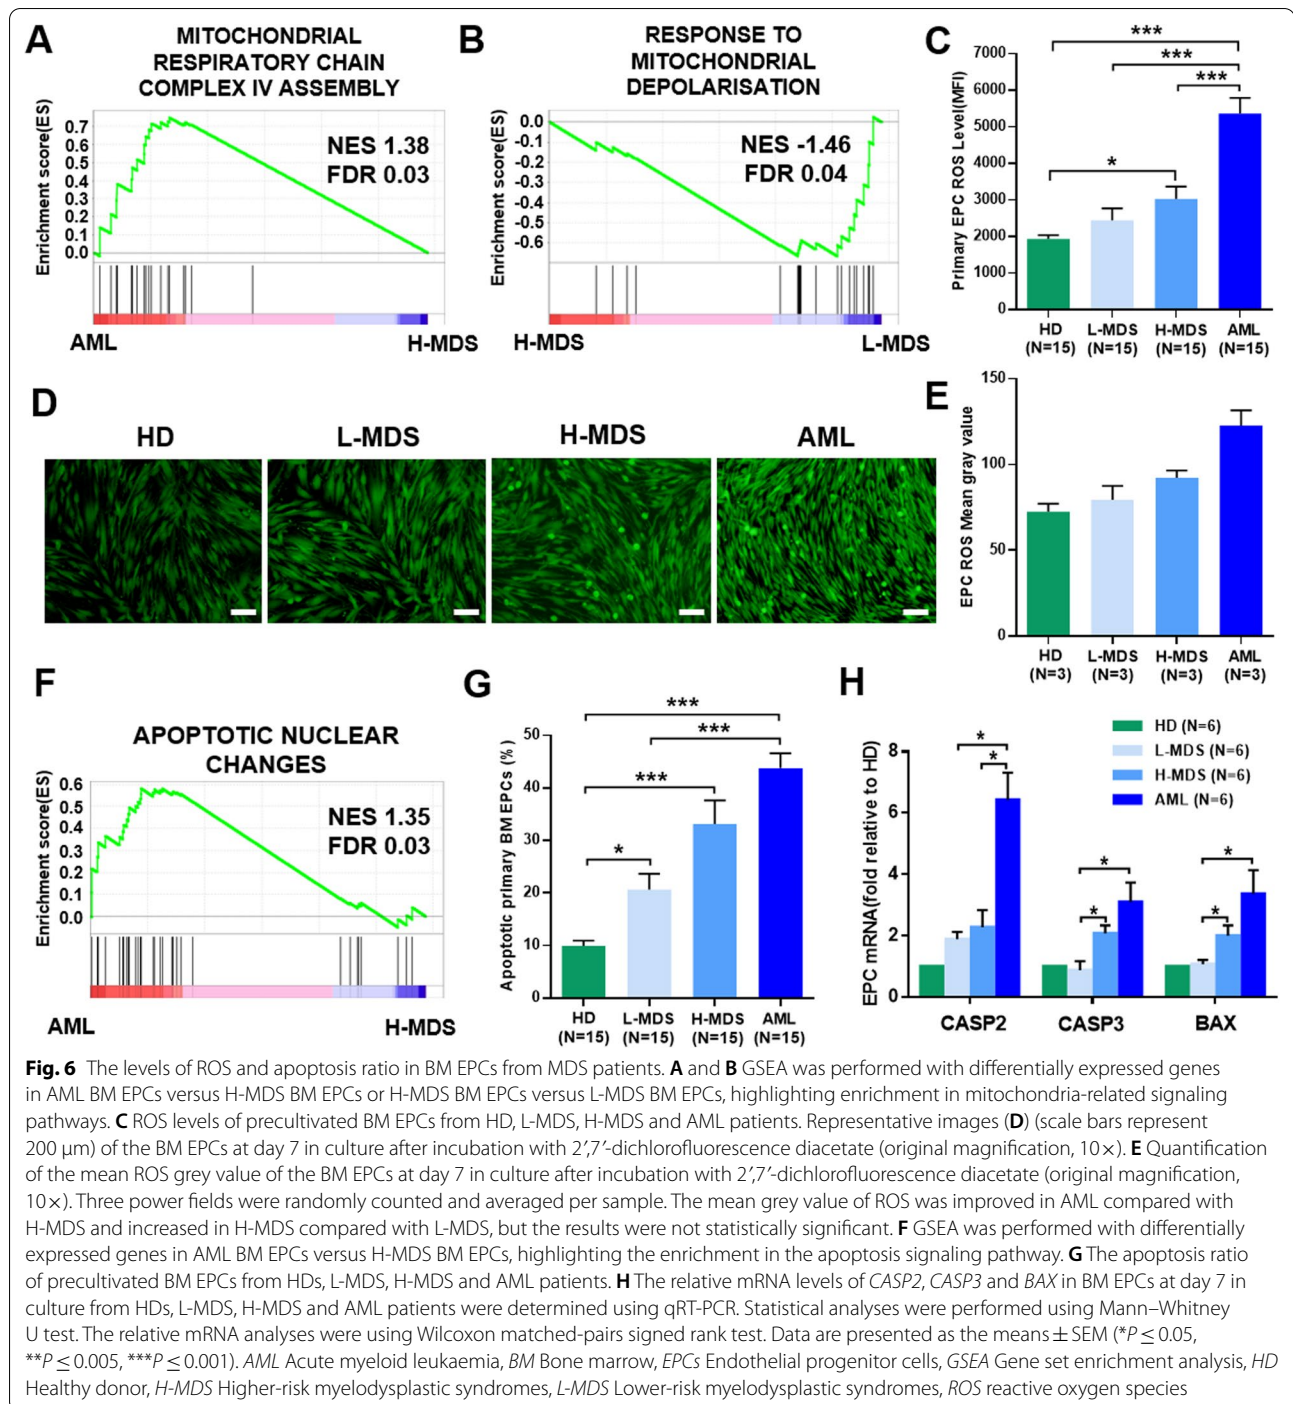 A
MITOCHONDRIAL
RESPIRATORY CHAIN
COMPLEX IV ASSEMBLY
Enrichment score(ES)
0.7
0.6
0.5
0.4
0.3
0.2
0.1
0.0
NES 1.38
FDR 0.03
AML
H-MDS
B
RESPONSE TO
MITOCHONDRIAL
DEPOLARISATION
Enrichment score(ES)
0.0
-0.1
-0.2
-0.3
-0.4
-0.5
-0.6
NES -1.46
FDR 0.04
H-MDS
L-MDS
C
Primary EPC ROS Level(MFI)
7000
6000
5000
4000
3000
2000
1000
0
***
***
***
*
HD
(N=15)
L-MDS
(N=15)
H-MDS
(N=15)
AML
(N=15)
D
HD
L-MDS
H-MDS
AML
E
EPC ROS Mean gray value
150
100
50
0
HD
(N=3)
L-MDS
(N=3)
H-MDS
(N=3)
AML
(N=3)
F
APOPTOTIC NUCLEAR
CHANGES
Enrichment score(ES)
0.6
0.5
0.4
0.3
0.2
0.1
0.0
NES 1.35
FDR 0.03
AML
H-MDS
G
Apoptotic primary BM EPCs (%)
50
40
30
20
10
0
***
***
***
*
HD
(N=15)
L-MDS
(N=15)
H-MDS
(N=15)
AML
(N=15)
H
HD (N=6)
L-MDS (N=6)
H-MDS (N=6)
AML (N=6)
EPC mRNA(fold relative to HD)
8
6
4
2
0
*
*
*
*
*
*
CASP2
CASP3
BAX
Fig. 6 The levels of ROS and apoptosis ratio in BM EPCs from MDS patients. A and B GSEA was performed with differentially expressed genes
in AML BM EPCs versus H-MDS BM EPCs or H-MDS BM EPCs versus L-MDS BM EPCs, highlighting enrichment in mitochondria-related signaling
pathways. C ROS levels of precultivated BM EPCs from HD, L-MDS, H-MDS and AML patients. Representative images (D) (scale bars represent
200 μm) of the BM EPCs at day 7 in culture after incubation with 2′,7′-dichlorofluorescence diacetate (original magnification, 10×). E Quantification
of the mean ROS grey value of the BM EPCs at day 7 in culture after incubation with 2′,7′-dichlorofluorescence diacetate (original magnification,
10×). Three power fields were randomly counted and averaged per sample. The mean grey value of ROS was improved in AML compared with
H-MDS and increased in H-MDS compared with L-MDS, but the results were not statistically significant. F GSEA was performed with differentially
expressed genes in AML BM EPCs versus H-MDS BM EPCs, highlighting the enrichment in the apoptosis signaling pathway. G The apoptosis ratio
of precultivated BM EPCs from HDs, L-MDS, H-MDS and AML patients. H The relative mRNA levels of CASP2, CASP3 and BAX in BM EPCs at day 7 in
culture from HDs, L-MDS, H-MDS and AML patients were determined using qRT-PCR. Statistical analyses were performed using Mann–Whitney
U test. The relative mRNA analyses were using Wilcoxon matched-pairs signed rank test. Data are presented as the means ± SEM (*P ≤ 0.05,
**P ≤ 0.005, ***P ≤ 0.001). AML Acute myeloid leukaemia, BM Bone marrow, EPCs Endothelial progenitor cells, GSEA Gene set enrichment analysis, HD
Healthy donor, H-MDS Higher-risk myelodysplastic syndromes, L-MDS Lower-risk myelodysplastic syndromes, ROS reactive oxygen species